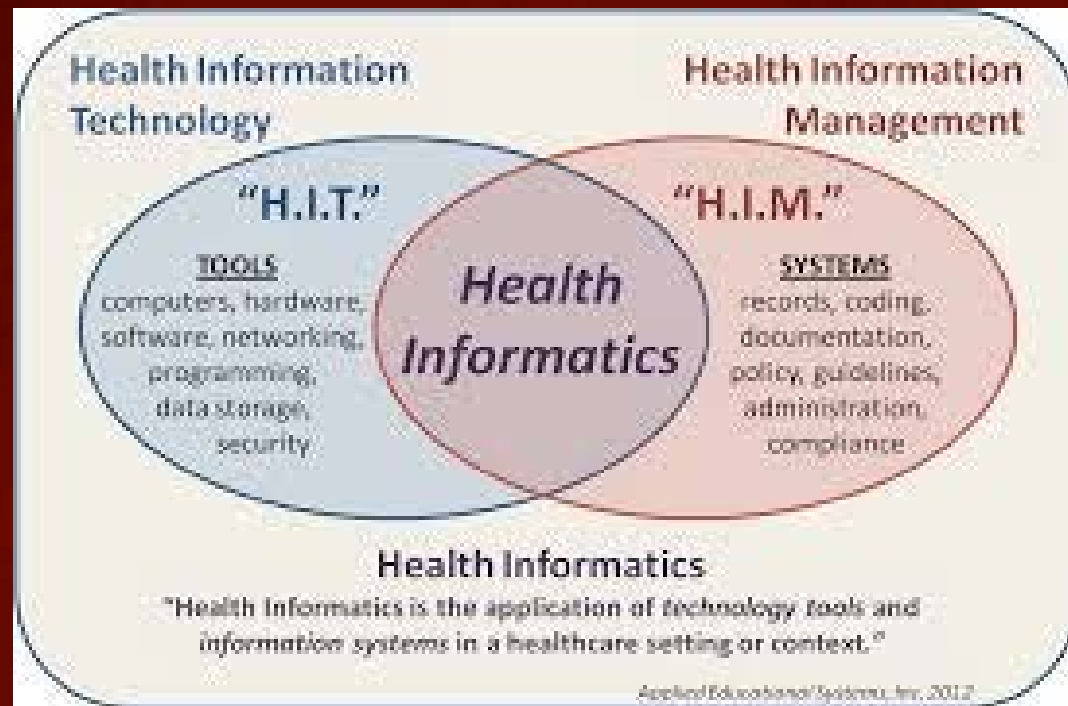 Health Information
Technology
Health Information
Management
"H.I.T."
TOOLS
computers, hardware,
software, networking,
programming,
data storage,
security
Health
Informatics
"H.I.M."
SYSTEMS
records, coding,
documentation,
policy, guidelines,
administration,
compliance
Health Informatics
"Health Informatics is the application of technology tools and
information systems in a healthcare setting or context."
Applied Educational Systems, Inc. 2012